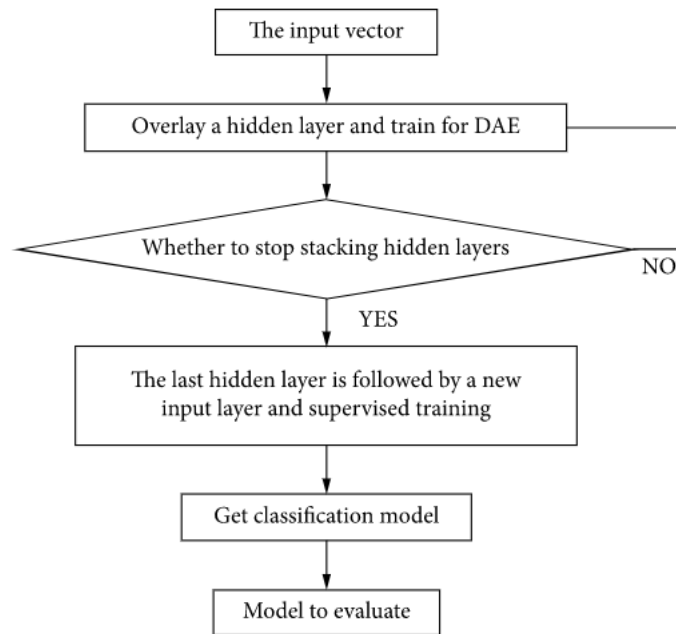 The input vector
Overlay a hidden layer and train for DAE
Whether to stop stacking hidden layers
NO
YES
The last hidden layer is followed by a new
input layer and supervised training
Get classification model
Model to evaluate